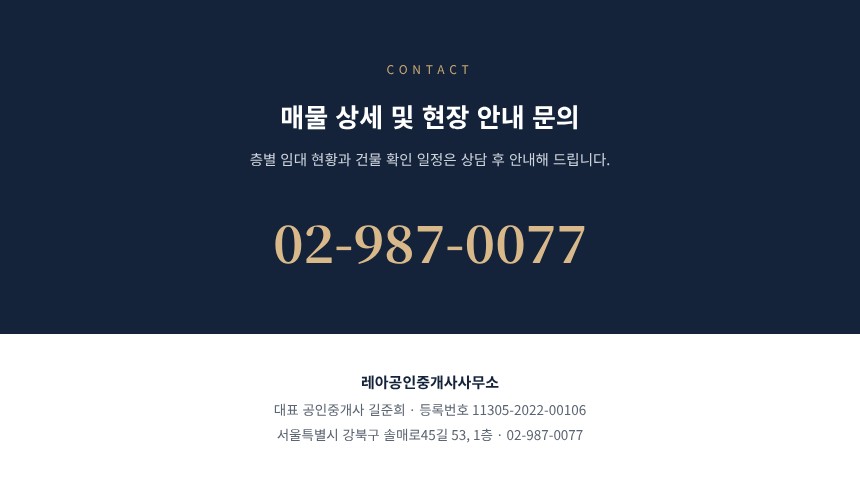 CONTACT
매물 상세 및 현장 안내 문의
층별 임대 현황과 건물 확인 일정은 상담 후 안내해 드립니다.
02-987-0077
레아공인중개사사무소
대표 공인중개사 길준희 · 등록번호 11305-2022-00106
서울특별시 강북구 솔매로45길 53, 1층 · 02-987-0077